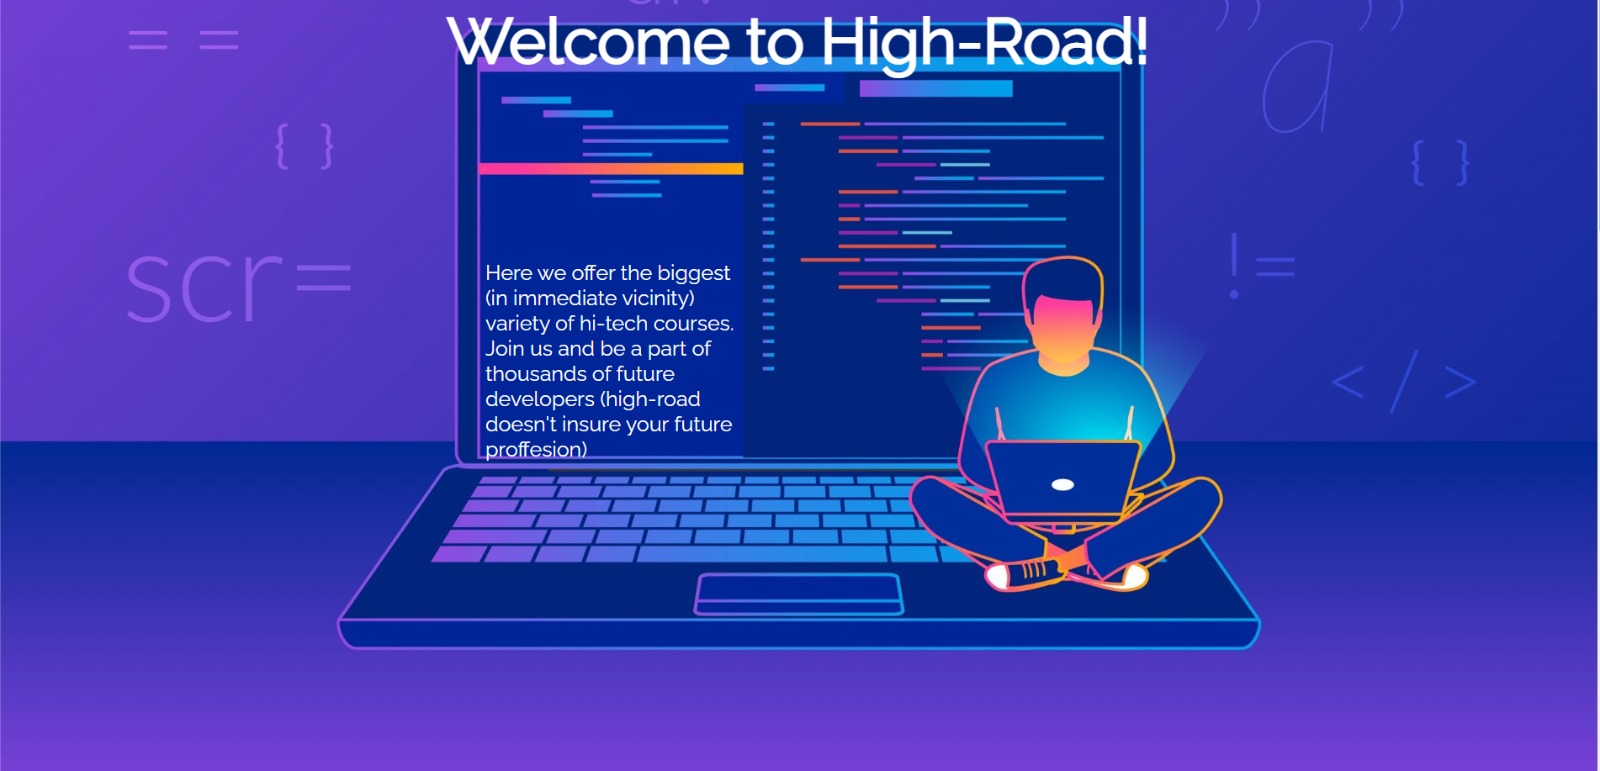 Welcome to High-Road!
= =
{ }
scr=
Here we offer the biggest
(in immediate vicinity)
variety of hi-tech courses.
Join us and be a part of
thousands of future
developers (high-road
doesn't insure your future
proffesion)
a
{ }
!=
< / >